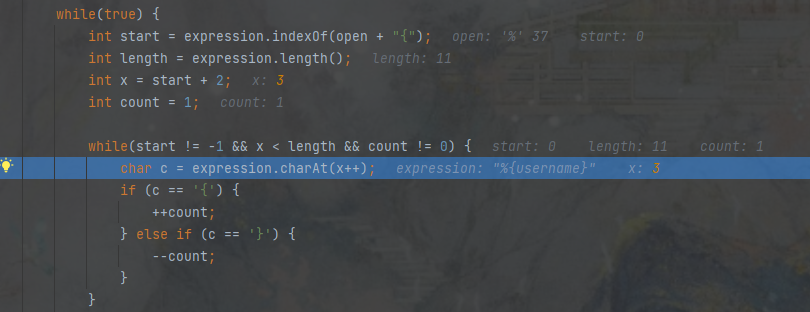 while(true) {
int start = expression.indexOf(open + "{"); open: '%' 37 start: 0
int length = expression.length(); length: 11
int x = start + 2; x: 3
int count = 1; count: 1
while(start != -1 && x < length && count != 0) { start: 0 length: 11 count: 1
char c = expression.charAt(x++); expression: "%{username}" x: 3
if (c == '{') {
++count;
} else if (c == '}') {
--count;
}
}